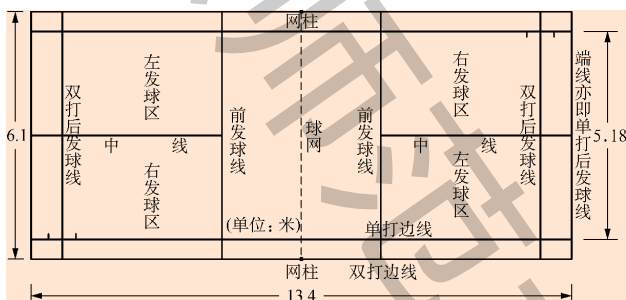 网柱
左发球区
右发球区
双打后发球线
端线亦即单打后发球线
双打后发球线
前发球线
球网
前发球线
6.1
中线
中线
5.18
右发球区
左发球区
(单位：米)
单打边线
网柱
双打边线
13.4
师范